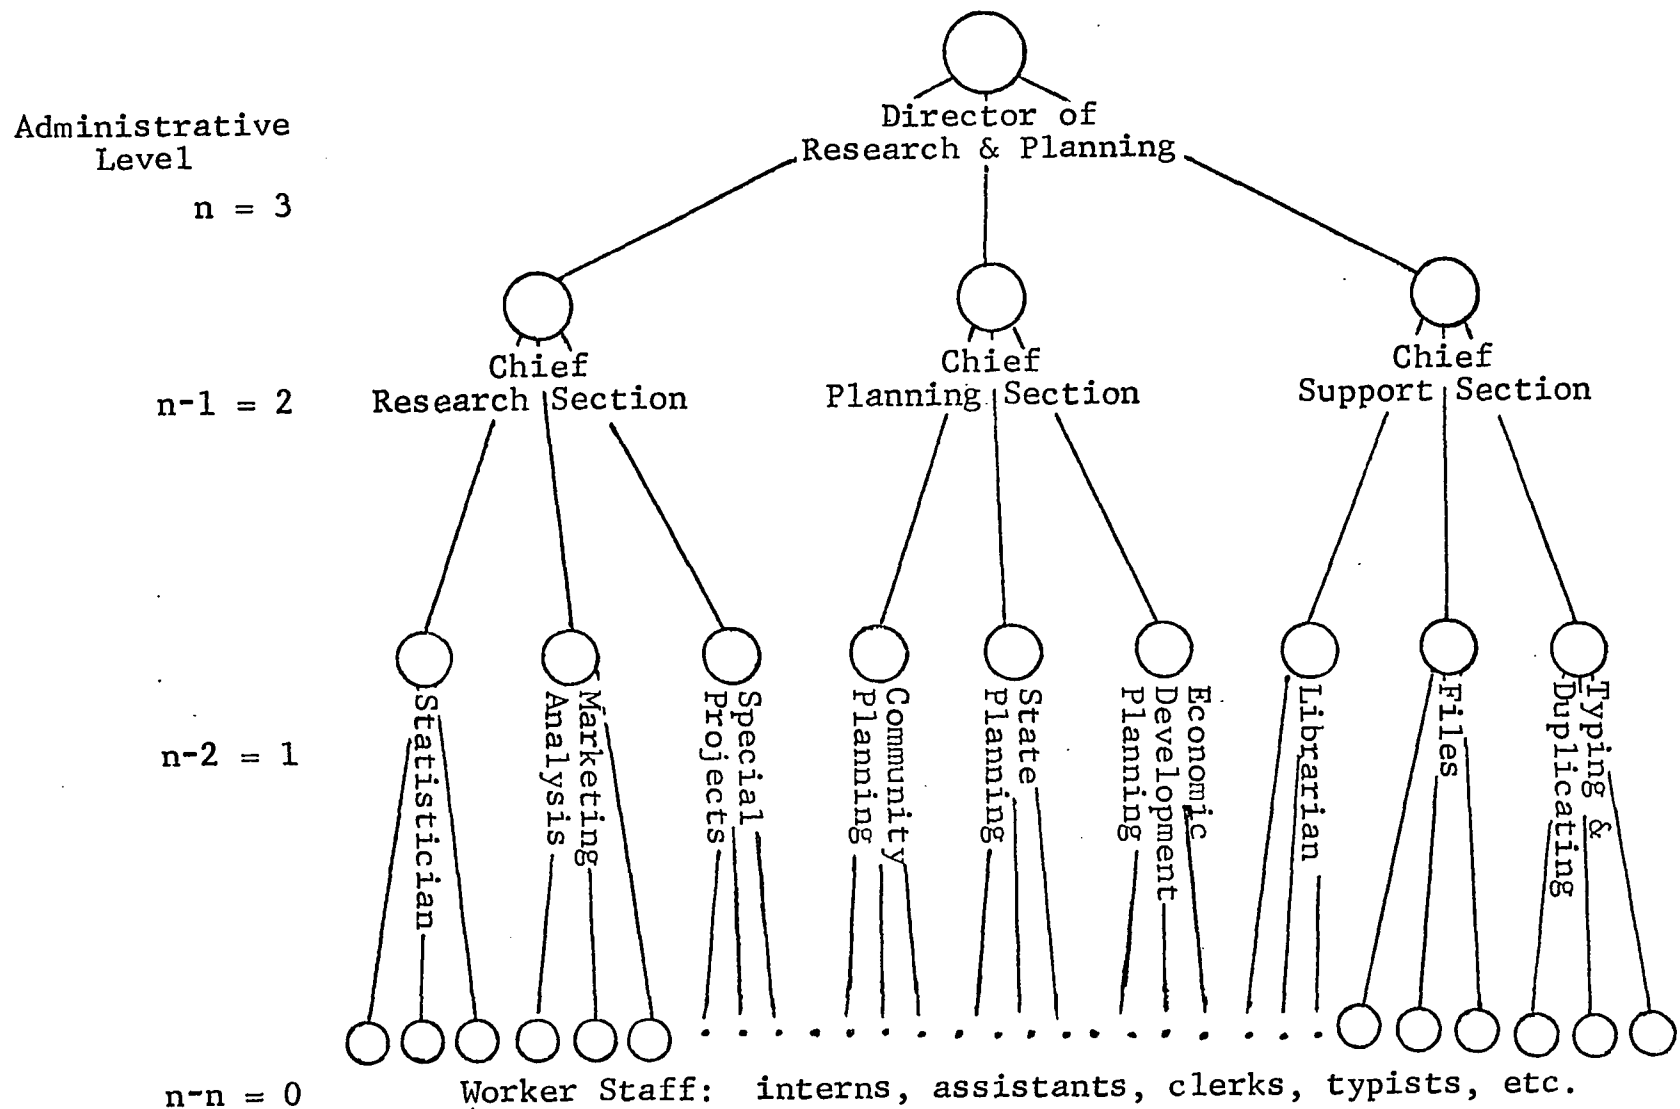 Director of
Research & Planning
Administrative
Level
n = 3
Chief
Research Section
Chief
Planning Section
Chief
Support Section
n-1 = 2
Statistician
Marketing
Analysis
Special
Projects
Community
Planning
State
Planning
Economic
Development
Planning
Librarian
Files
Typing &
Duplicating
n-2 = 1
n-n = 0
Worker Staff: interns, assistants, clerks, typists, etc.